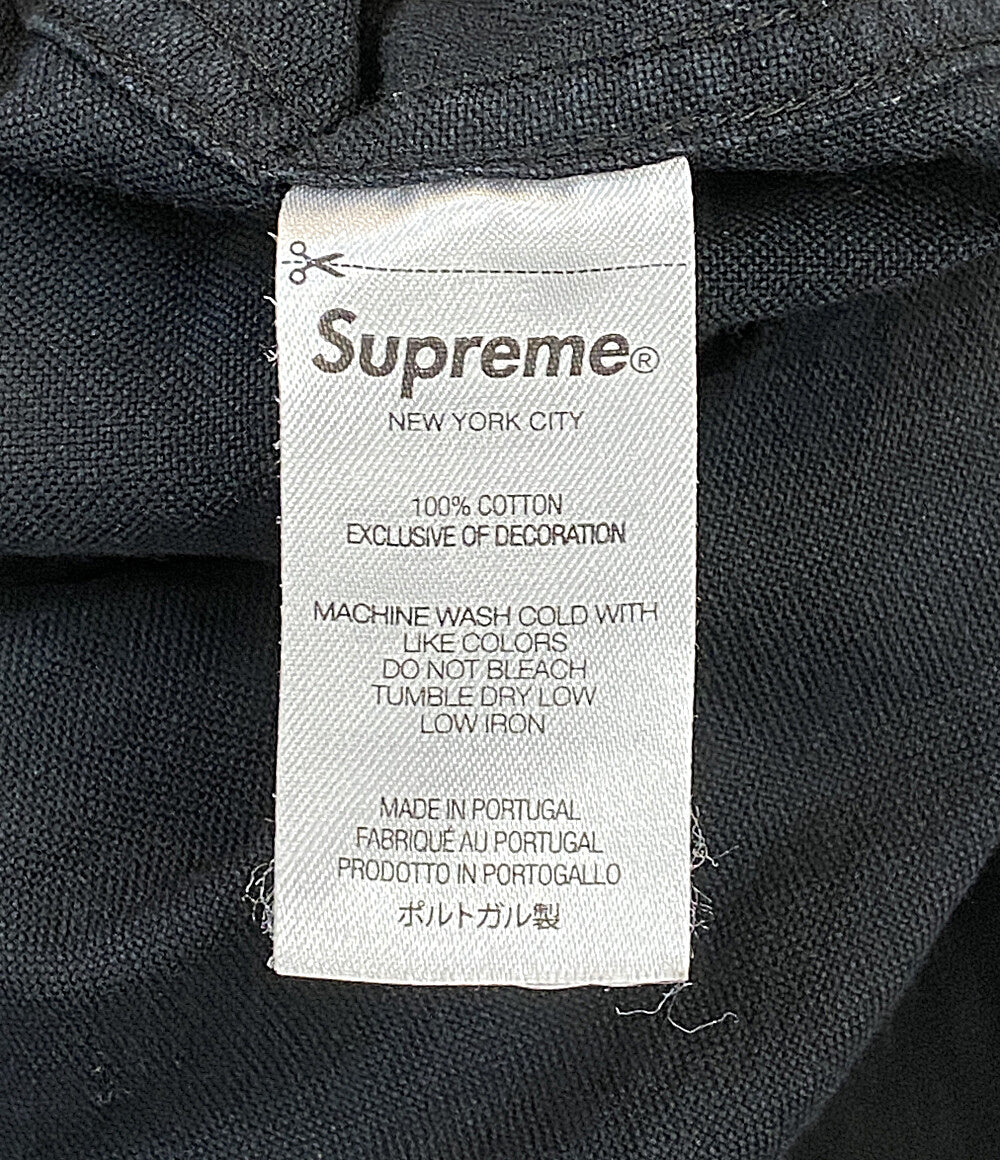 Supreme®
NEW YORK CITY
100% COTTON
EXCLUSIVE OF DECORATION
MACHINE WASH COLD WITH
LIKE COLORS
DO NOT BLEACH
TUMBLE DRY LOW
LOW IRON
MADE IN PORTUGAL
FABRIQUÉ AU PORTUGAL
PRODOTTO IN PORTOGALLO
ポルトガル製